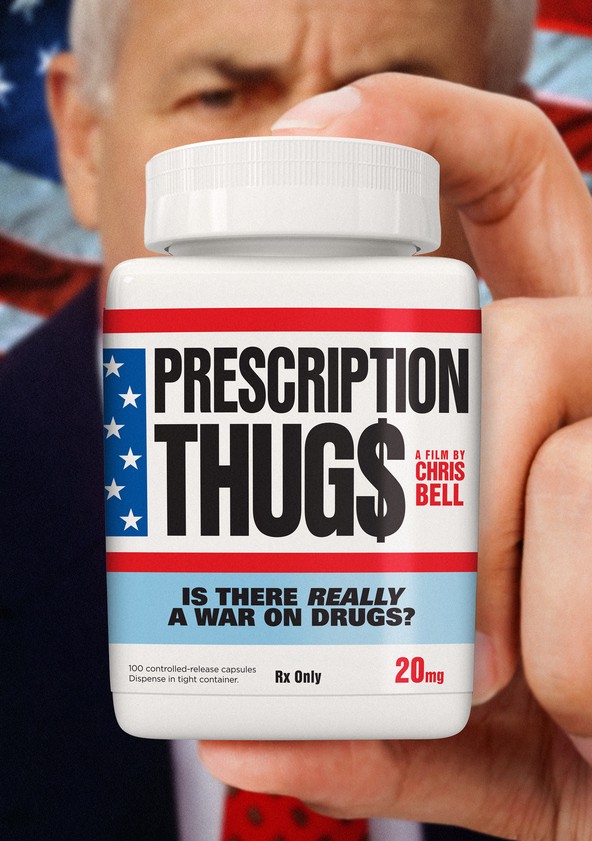 PRESCRIPTION
THUG$
A FILM BY
CHRIS
BELL
IS THERE REALLY
A WAR ON DRUGS?
100 controlled-release capsules
Dispense in tight container.
Rx Only
20mg